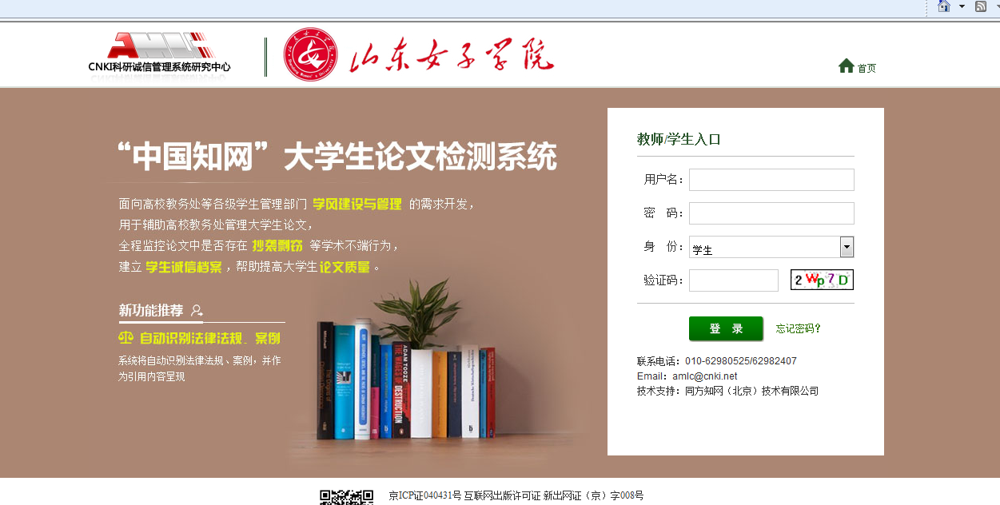 AMLC
CNKI科研诚信管理系统研究中心
山东女子学院
首页
“中国知网”大学生论文检测系统
面向高校教务处等各级学生管理部门 学风建设与管理 的需求开发，
用于辅助高校教务处管理大学生论文，
全程监控论文中是否存在 抄袭剽窃 等学术不端行为，
建立 学生诚信档案 ，帮助提高大学生论文质量 。
新功能推荐
自动识别法律法规、案例
系统将自动识别法律法规、案例，并作
为引用内容呈现
ADAM TOOZE
THE WAGES OF DESTRUCTION
教师/学生入口
用户名：
密 码：
身 份： 学生
验证码： 2Wp7D
登 录 忘记密码?
联系电话：010-62980525/62982407
Email：amlc@cnki.net
技术支持：同方知网（北京）技术有限公司
京ICP证040431号 互联网出版许可证 新出网证（京）字008号